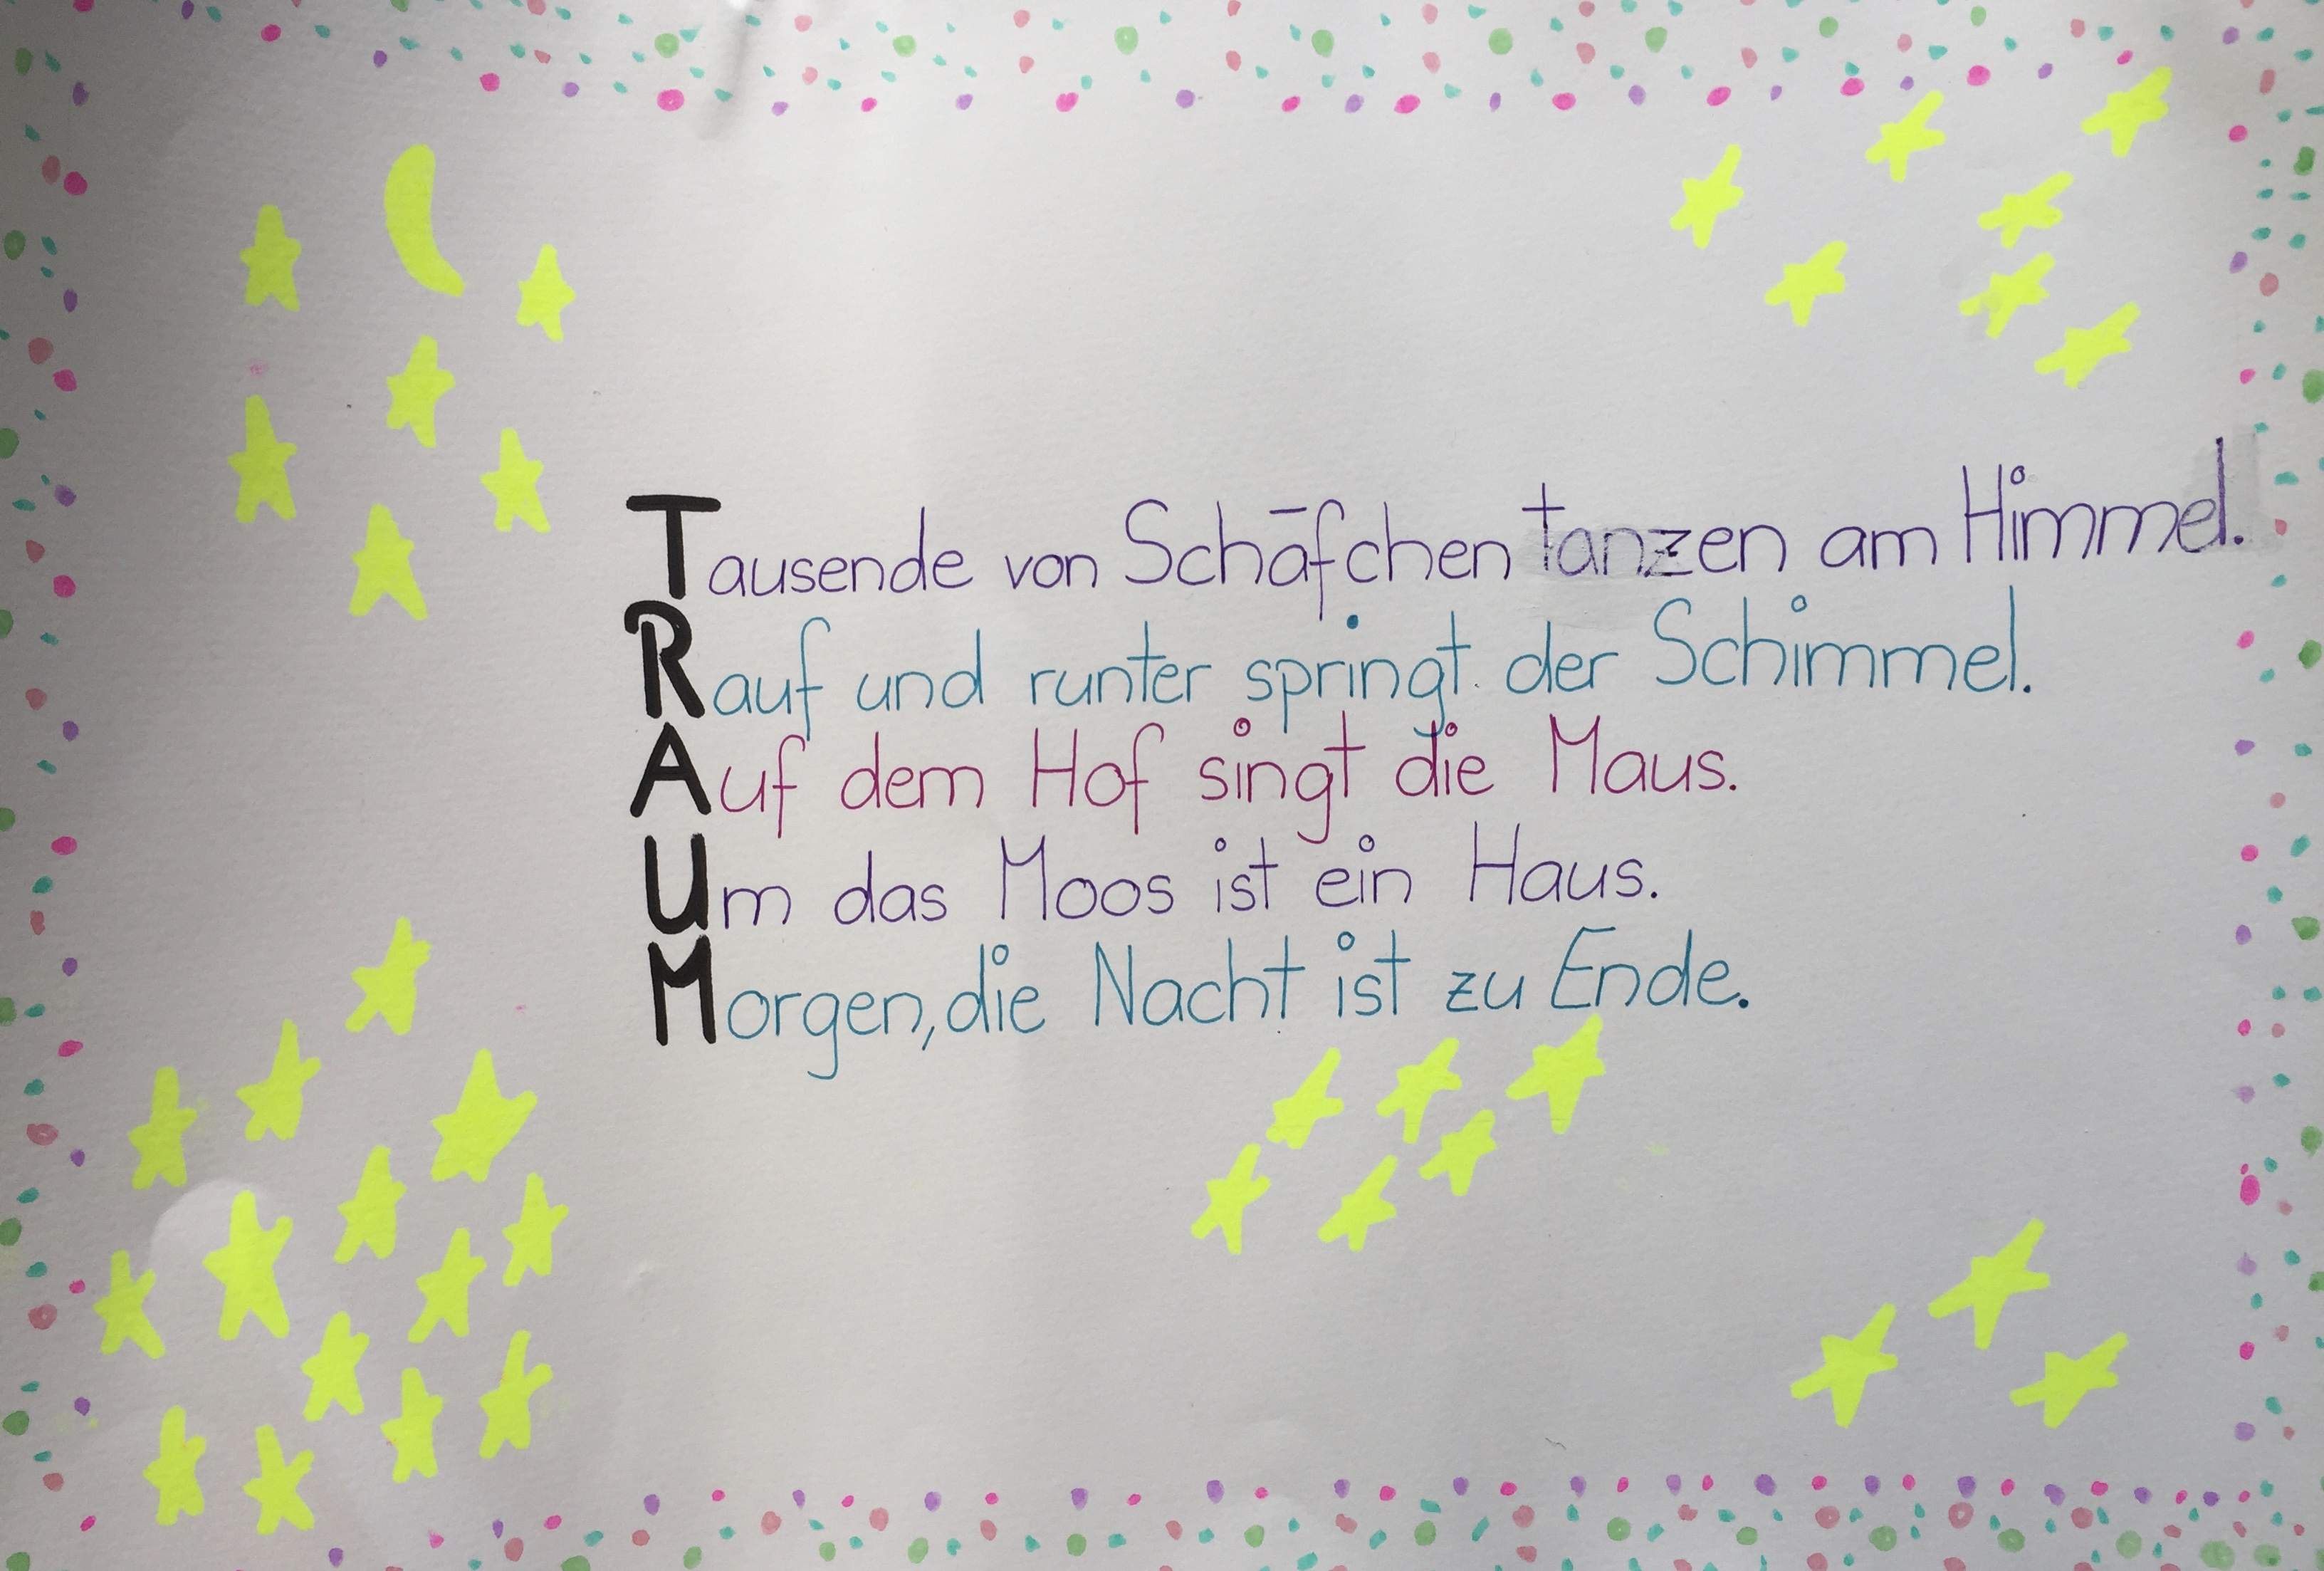 Tausende von Schāfchen tanzen am Himmel.
Rauf und runter springt der Schimmel.
Auf dem Hof singt die Maus.
Um das Moos ist ein Haus.
Morgen, die Nacht ist zu Ende.